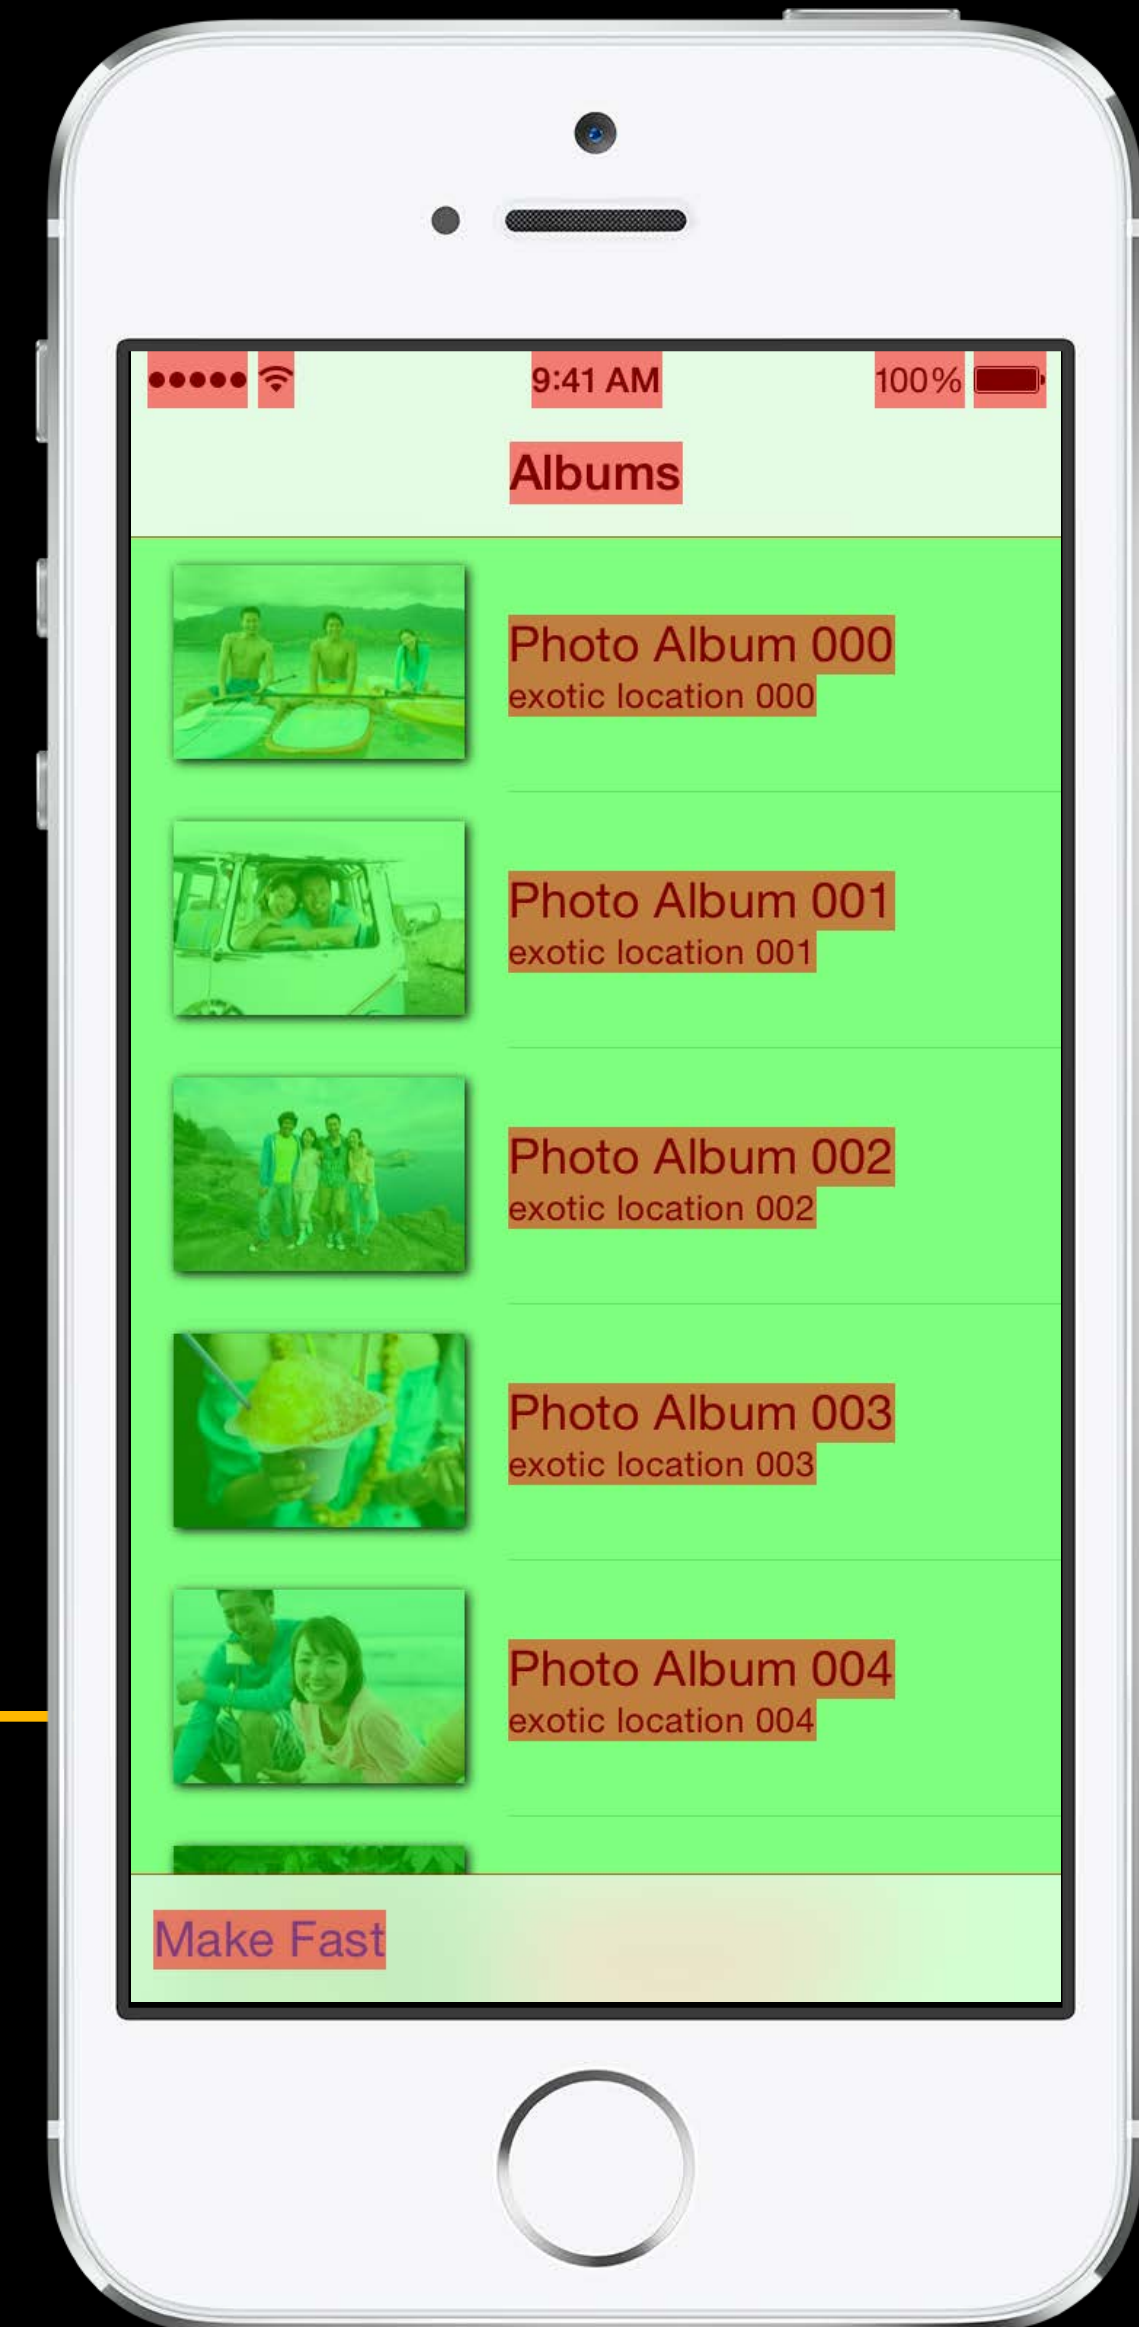 9:41 AM 100%
Albums
Photo Album 000
exotic location 000
Photo Album 001
exotic location 001
Photo Album 002
exotic location 002
Photo Album 003
exotic location 003
Photo Album 004
exotic location 004
Make Fast